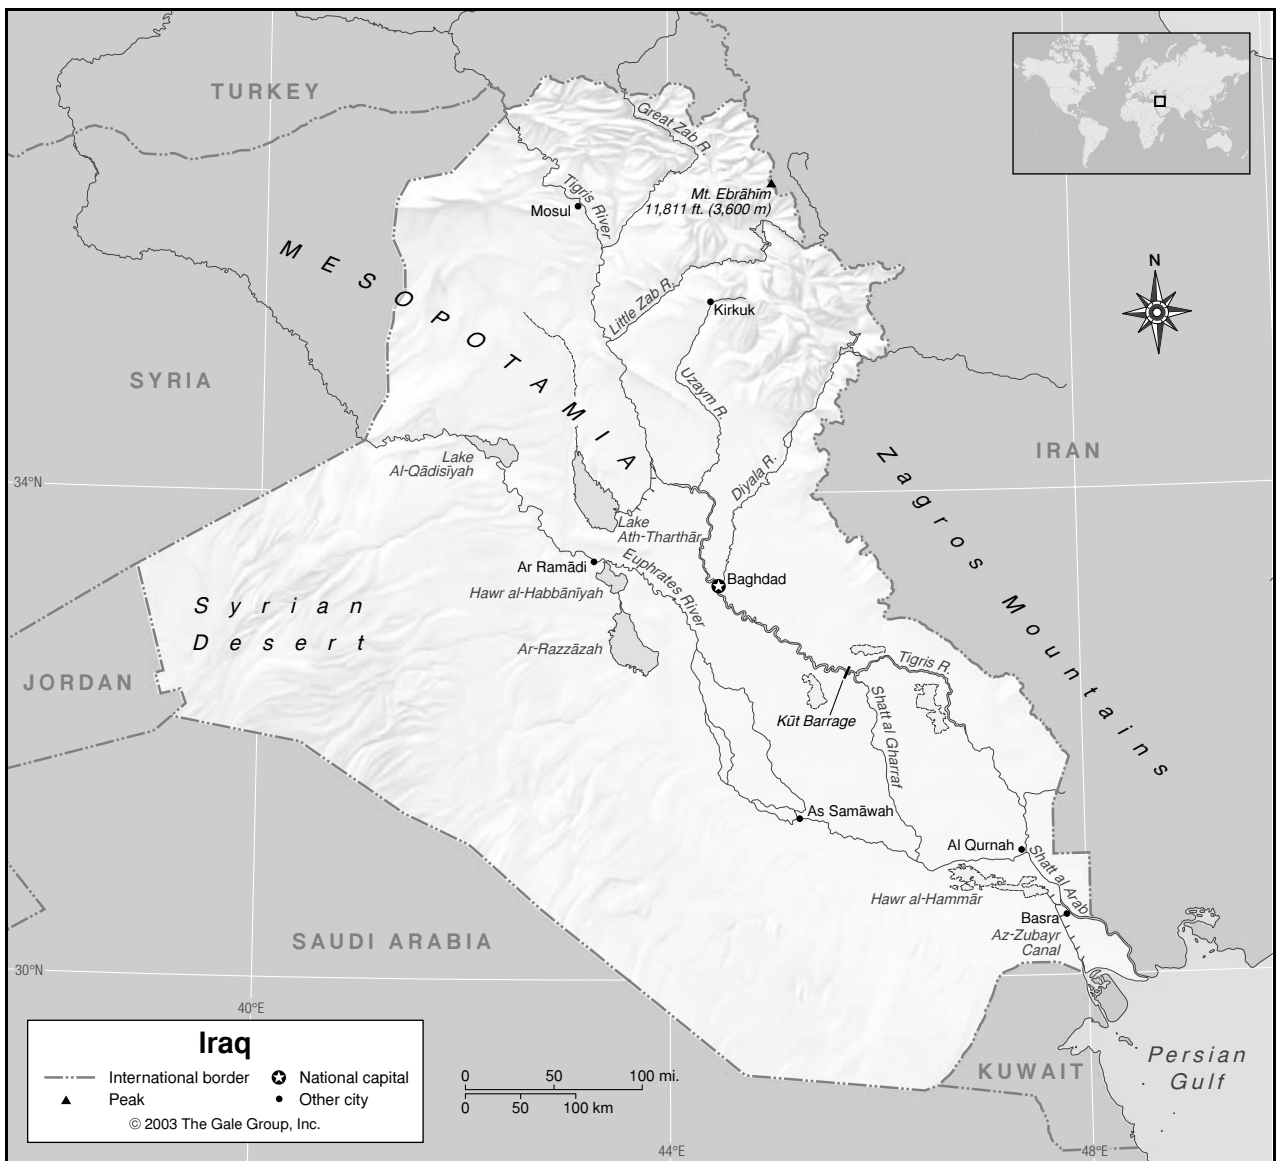 TURKEY
Great Zab R.
Tigris River
Mt. Ebrāhīm
11,811 ft. (3,600 m)
Mosul
MESOPOTAMIA
N
Little Zab R.
Kirkuk
SYRIA
Uzaym R.
IRAN
Zagros Mountains
Lake
Al-Qādisīyah
Diyala R.
34°N
Lake
Ath-Tharthār
Ar Ramādi
Euphrates River
Baghdad
Hawr al-Habbānīyah
Syrian
Desert
Ar-Razzāzah
Tigris R.
JORDAN
Shatt al Gharraf
Kūt Barrage
As Samāwah
Al Qurnah
Shatt al Arab
Hawr al-Hammār
Basra
Az-Zubayr
Canal
SAUDI ARABIA
30°N
40°E
Iraq
International border
National capital
Peak
Other city
© 2003 The Gale Group, Inc.
0 50 100 mi.
0 50 100 km
KUWAIT
Persian
Gulf
44°E
48°E